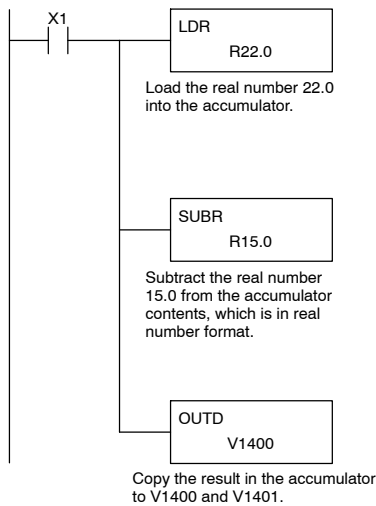 X1
LDR
R22.0
Load the real number 22.0
into the accumulator.
SUBR
R15.0
Subtract the real number
15.0 from the accumulator
contents, which is in real
number format.
OUTD
V1400
Copy the result in the accumulator
to V1400 and V1401.